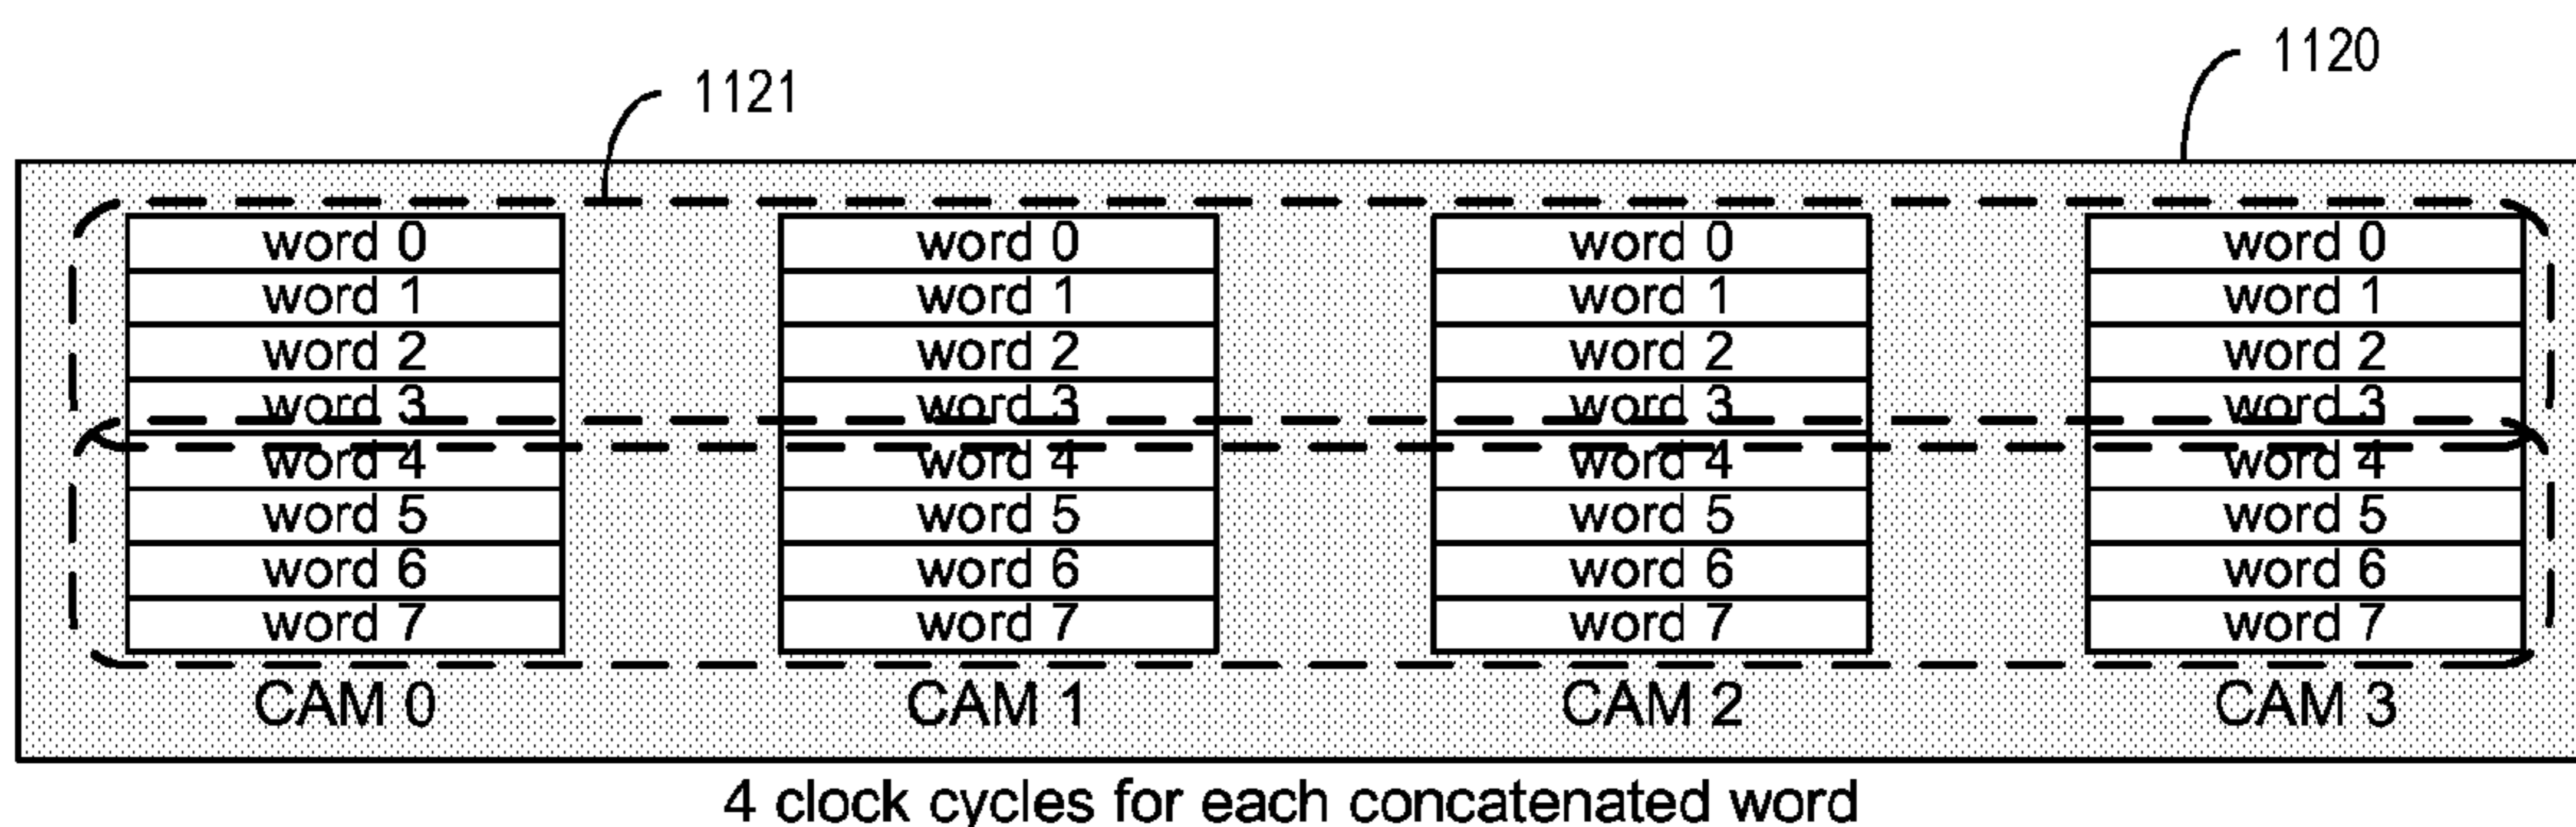 1120
1121
word 0 word 0 word 0 word 0
word 1 word 1 word 1 word 1
word 2 word 2 word 2 word 2
word 3 word 3 word 3 word 3
word 4 word 4 word 4 word 4
word 5 word 5 word 5 word 5
word 6 word 6 word 6 word 6
word 7 word 7 word 7 word 7
CAM 0 CAM 1 CAM 2 CAM 3
4 clock cycles for each concatenated word